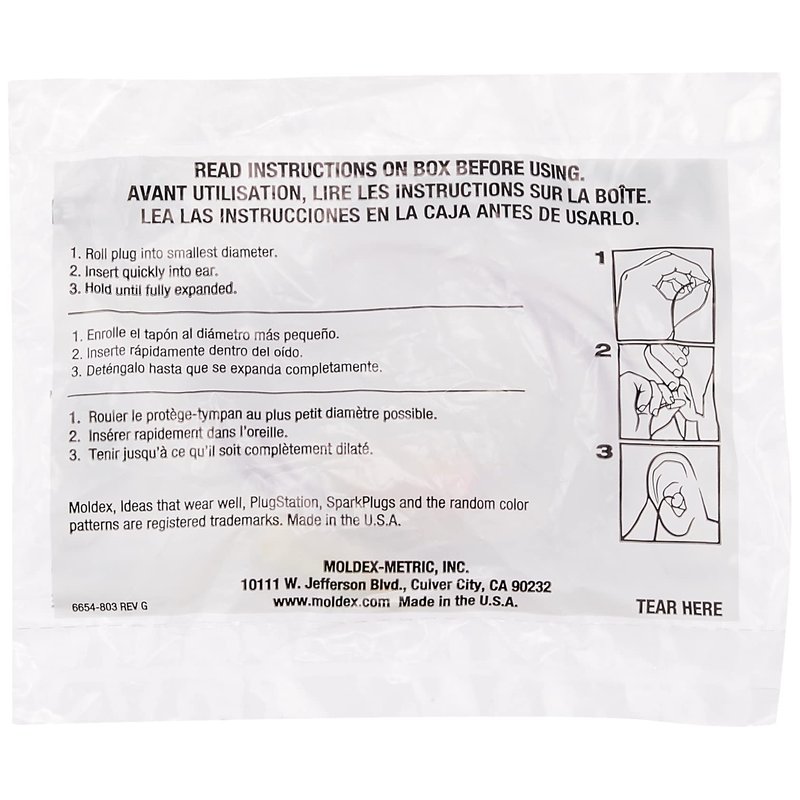 READ INSTRUCTIONS ON BOX BEFORE USING.
AVANT UTILISATION, LIRE LES INSTRUCTIONS SUR LA BOÎTE.
LEA LAS INSTRUCCIONES EN LA CAJA ANTES DE USARLO.
1. Roll plug into smallest diameter.
2. Insert quickly into ear.
3. Hold until fully expanded.
1. Enrolle el tapón al diámetro más pequeño.
2. Inserte rápidamente dentro del oído.
3. Deténgalo hasta que se expanda completamente.
1. Rouler le protège-tympan au plus petit diamètre possible.
2. Insérer rapidement dans l'oreille.
3. Tenir jusqu'à ce qu'il soit complètement dilaté.
1
2
3
Moldex, Ideas that wear well, PlugStation, SparkPlugs and the random color
patterns are registered trademarks. Made in the U.S.A.
MOLDEX-METRIC, INC.
10111 W. Jefferson Blvd., Culver City, CA 90232
www.moldex.com Made in the U.S.A.
6654-803 REV G
TEAR HERE